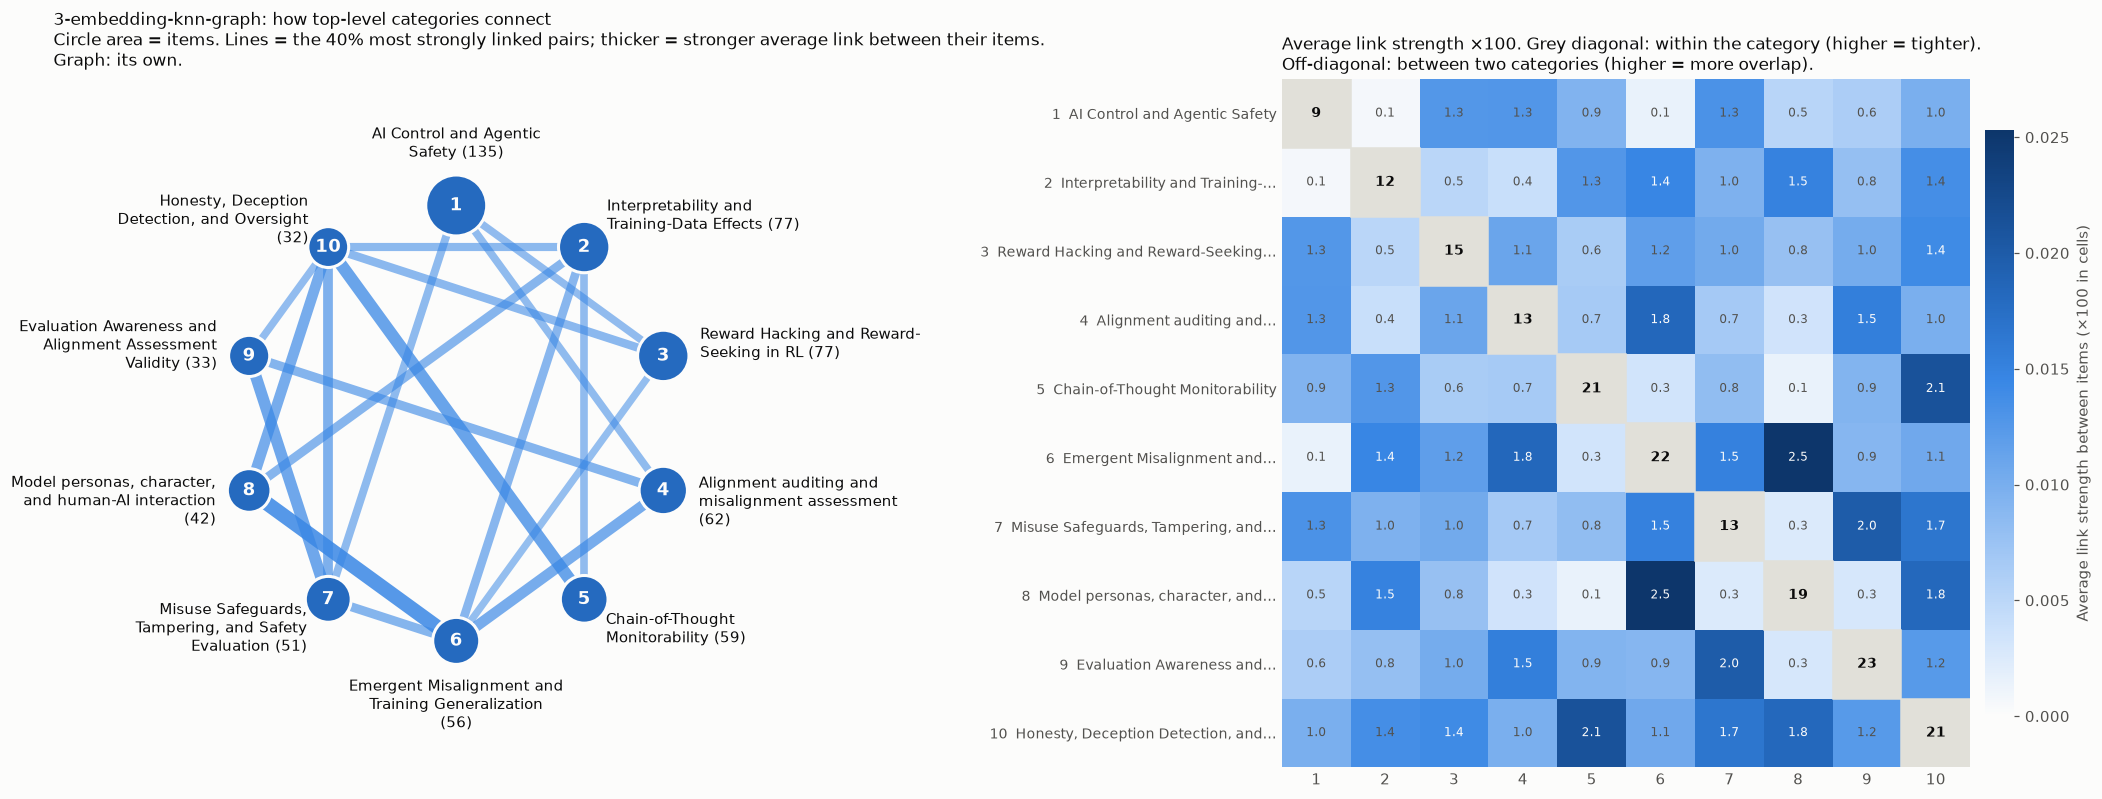 3-embedding-knn-graph: how top-level categories connect
Circle area = items. Lines = the 40% most strongly linked pairs; thicker = stronger average link between their items.
Graph: its own.
AI Control and Agentic
Safety (135)
1
Interpretability and
Training-Data Effects (77)
2
Reward Hacking and Reward-
Seeking in RL (77)
3
Alignment auditing and
misalignment assessment
(62)
4
Chain-of-Thought
Monitorability (59)
5
Emergent Misalignment and
Training Generalization
(56)
6
Misuse Safeguards,
Tampering, and Safety
Evaluation (51)
7
Model personas, character,
and human-AI interaction
(42)
8
Evaluation Awareness and
Alignment Assessment
Validity (33)
9
Honesty, Deception
Detection, and Oversight
(32)
10
Average link strength ×100. Grey diagonal: within the category (higher = tighter).
Off-diagonal: between two categories (higher = more overlap).
1 AI Control and Agentic Safety 9 0.1 1.3 1.3 0.9 0.1 1.3 0.5 0.6 1.0
2 Interpretability and Training-... 0.1 12 0.5 0.4 1.3 1.4 1.0 1.5 0.8 1.4
3 Reward Hacking and Reward-Seeking... 1.3 0.5 15 1.1 0.6 1.2 1.0 0.8 1.0 1.4
4 Alignment auditing and... 1.3 0.4 1.1 13 0.7 1.8 0.7 0.3 1.5 1.0
5 Chain-of-Thought Monitorability 0.9 1.3 0.6 0.7 21 0.3 0.8 0.1 0.9 2.1
6 Emergent Misalignment and... 0.1 1.4 1.2 1.8 0.3 22 1.5 2.5 0.9 1.1
7 Misuse Safeguards, Tampering, and... 1.3 1.0 1.0 0.7 0.8 1.5 13 0.3 2.0 1.7
8 Model personas, character, and... 0.5 1.5 0.8 0.3 0.1 2.5 0.3 19 0.3 1.8
9 Evaluation Awareness and... 0.6 0.8 1.0 1.5 0.9 0.9 2.0 0.3 23 1.2
10 Honesty, Deception Detection, and... 1.0 1.4 1.4 1.0 2.1 1.1 1.7 1.8 1.2 21
1 2 3 4 5 6 7 8 9 10
0.025
0.020
0.015
0.010
0.005
0.000
Average link strength between items (×100 in cells)